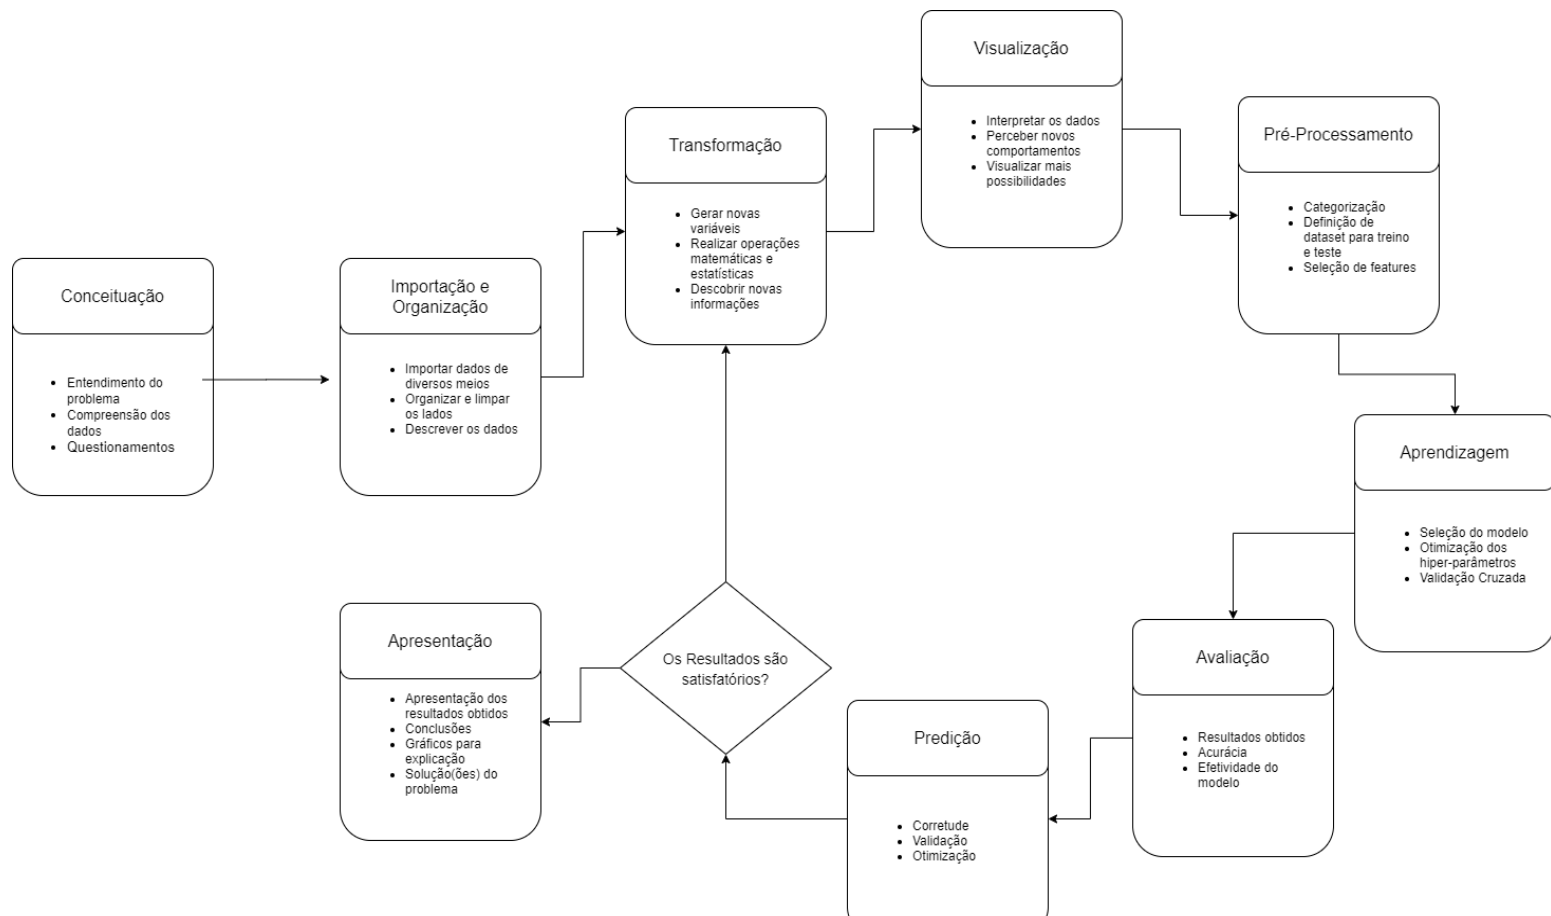 Conceituação
Entendimento do
problema
Compreensão dos
dados
Questionamentos
Importação e
Organização
Importar dados de
diversos meios
Organizar e limpar
os lados
Descrever os dados
Transformação
Gerar novas
variáveis
Realizar operações
matemáticas e
estatísticas
Descobrir novas
informações
Visualização
Interpretar os dados
Perceber novos
comportamentos
Visualizar mais
possibilidades
Pré-Processamento
Categorização
Definição de
dataset para treino
e teste
Seleção de features
Aprendizagem
Seleção do modelo
Otimização dos
hiper-parâmetros
Validação Cruzada
Avaliação
Resultados obtidos
Acurácia
Efetividade do
modelo
Predição
Corretude
Validação
Otimização
Os Resultados são
satisfatórios?
Apresentação
Apresentação dos
resultados obtidos
Conclusões
Gráficos para
explicação
Solução(ões) do
problema